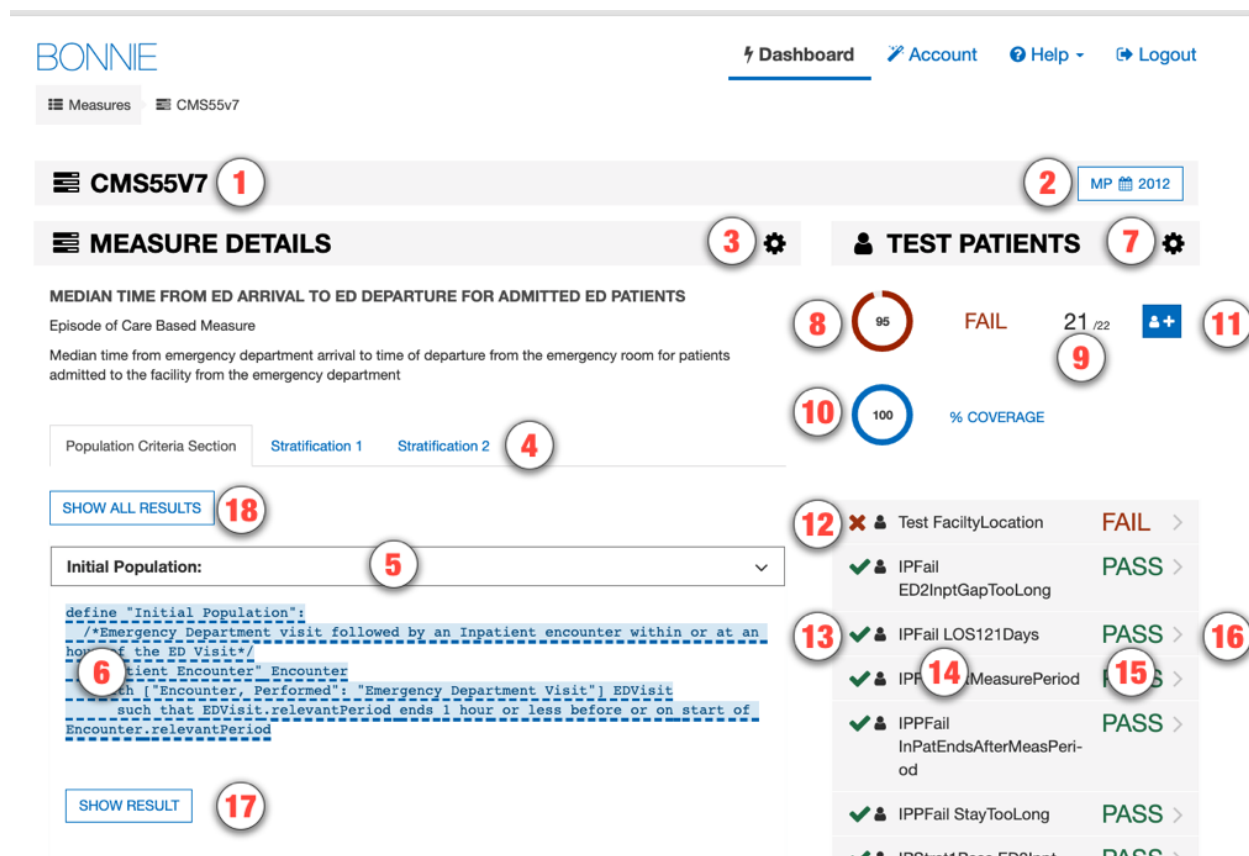 BONNIE
Dashboard Account Help Logout
Measures CMS55v7
CMS55V7 1
2 MP 2012
MEASURE DETAILS 3
TEST PATIENTS 7
MEDIAN TIME FROM ED ARRIVAL TO ED DEPARTURE FOR ADMITTED ED PATIENTS
Episode of Care Based Measure
Median time from emergency department arrival to time of departure from the emergency room for patients
admitted to the facility from the emergency department
8 95 FAIL 21 /22 11
9
10 100 % COVERAGE
Population Criteria Section Stratification 1 Stratification 2 4
SHOW ALL RESULTS 18
Initial Population: 5
define "Initial Population":
/*Emergency Department visit followed by an Inpatient encounter within or at an
of the ED Visit*/
6 Encounter" Encounter
["Encounter, Performed": "Emergency Department Visit"] EDVisit
such that EDVisit.relevantPeriod ends 1 hour or less before or on start of
Encounter.relevantPeriod
SHOW RESULT 17
12 Test FaciltyLocation FAIL
IPFail PASS
ED2InptGapTooLong
13 IPFail LOS121Days PASS 16
14 MeasurePeriod 15
IPPFail PASS
InPatEndsAfterMeasPeri-
od
IPPFail StayTooLong PASS